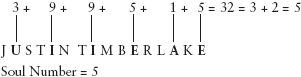 3 + 9 + 9 + 5 + 1 + 5 = 32 = 3 + 2 = 5
JUSTIN TIMBERLAKE
Soul Number = 5